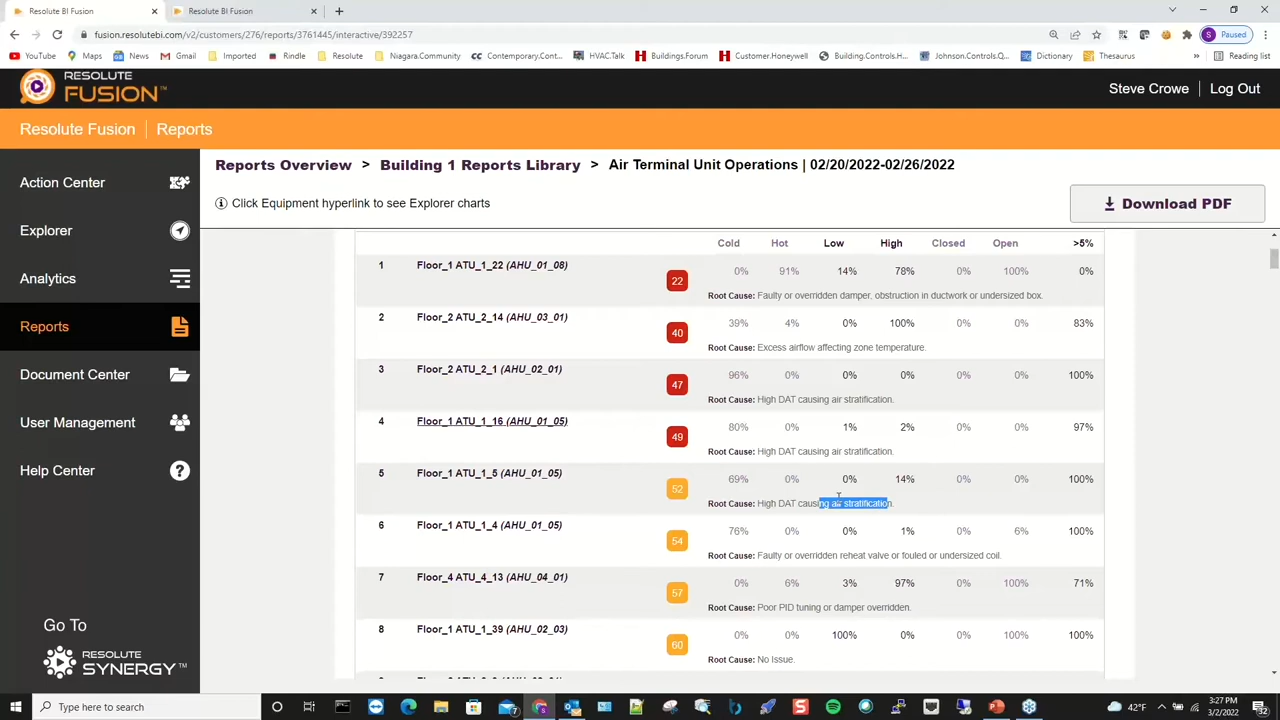 Resolute BI Fusion
Resolute BI Fusion
fusion.resolutebi.com/v2/customers/276/reports/3761445/interactive/392257
S Paused
YouTube Maps News Gmail Imported Rindle Resolute Niagara.Community Contemporary.Cont... HVAC.Talk Buildings.Forum Customer.Honeywell Building.Controls.H... Johnson.Controls.Q... Dictionary Thesaurus Reading list
RESOLUTE
FUSION™
Steve Crowe Log Out
Resolute Fusion Reports
Reports Overview > Building 1 Reports Library > Air Terminal Unit Operations | 02/20/2022-02/26/2022
Click Equipment hyperlink to see Explorer charts
Download PDF
Action Center
Explorer
Analytics
Reports
Document Center
User Management
Help Center
Go To
RESOLUTE
SYNERGY™
Cold Hot Low High Closed Open >5%
1 Floor_1 ATU_1_22 (AHU_01_08) 22 0% 91% 14% 78% 0% 100% 0%
Root Cause: Faulty or overridden damper, obstruction in ductwork or undersized box.
2 Floor_2 ATU_2_14 (AHU_03_01) 40 39% 4% 0% 100% 0% 0% 83%
Root Cause: Excess airflow affecting zone temperature.
3 Floor_2 ATU_2_1 (AHU_02_01) 47 96% 0% 0% 0% 0% 0% 100%
Root Cause: High DAT causing air stratification.
4 Floor_1 ATU_1_16 (AHU_01_05) 49 80% 0% 1% 2% 0% 0% 97%
Root Cause: High DAT causing air stratification.
5 Floor_1 ATU_1_5 (AHU_01_05) 52 69% 0% 0% 14% 0% 0% 100%
Root Cause: High DAT causing air stratification.
6 Floor_1 ATU_1_4 (AHU_01_05) 54 76% 0% 0% 1% 0% 6% 100%
Root Cause: Faulty or overridden reheat valve or fouled or undersized coil.
7 Floor_4 ATU_4_13 (AHU_04_01) 57 0% 6% 3% 97% 0% 100% 71%
Root Cause: Poor PID tuning or damper overridden.
8 Floor_1 ATU_1_39 (AHU_02_03) 60 0% 0% 100% 0% 0% 100% 100%
Root Cause: No Issue.
Type here to search
42°F
3:27 PM
3/2/2022